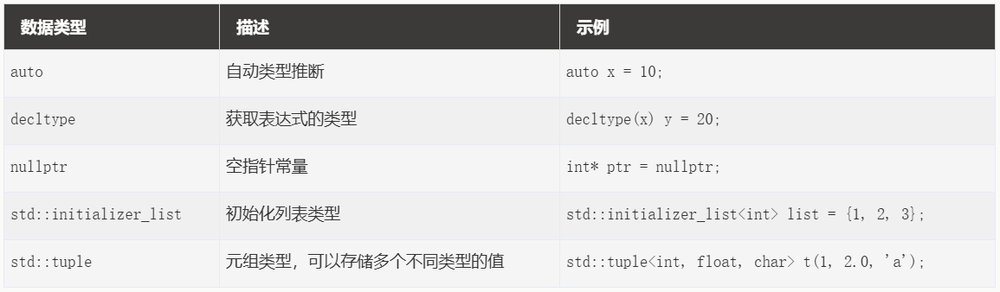 数据类型 描述 示例
auto 自动类型推断 auto x = 10;
decltype 获取表达式的类型 decltype(x) y = 20;
nullptr 空指针常量 int* ptr = nullptr;
std::initializer_list 初始化列表类型 std::initializer_list<int> list = {1, 2, 3};
std::tuple 元组类型，可以存储多个不同类型的值 std::tuple<int, float, char> t(1, 2.0, 'a');